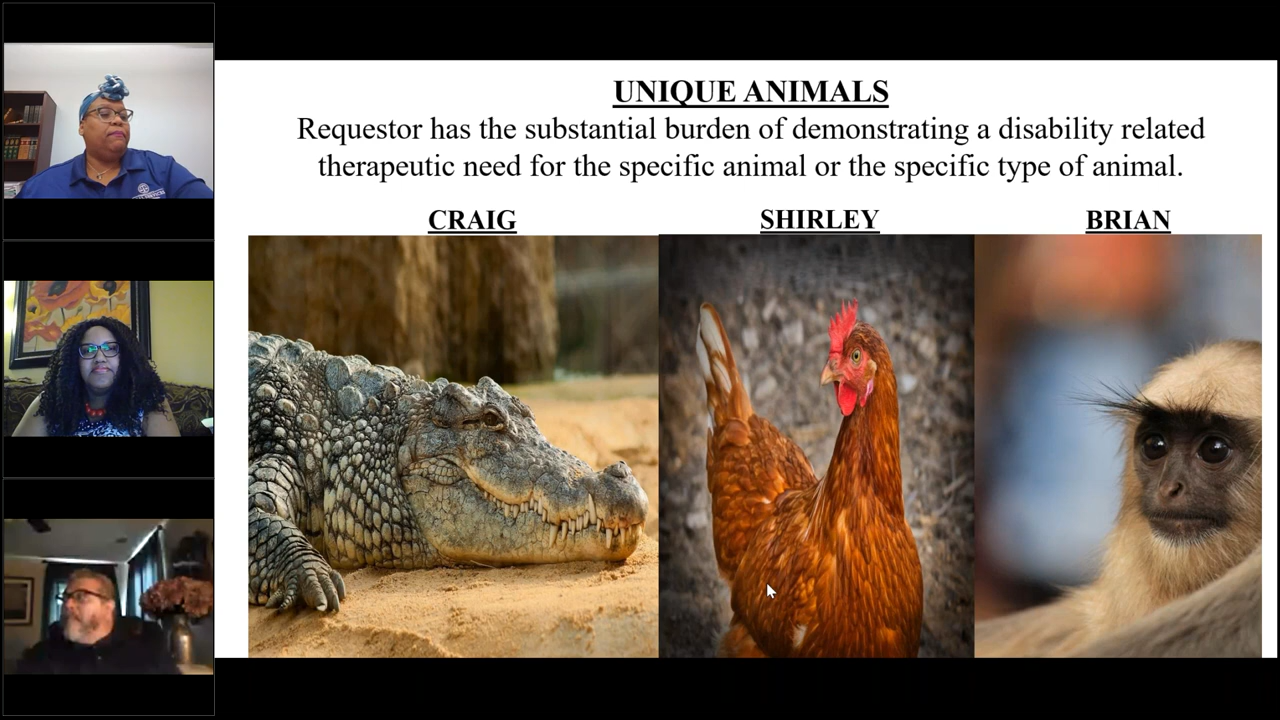 UNIQUE ANIMALS
Requestor has the substantial burden of demonstrating a disability related
therapeutic need for the specific animal or the specific type of animal.
CRAIG
SHIRLEY
BRIAN